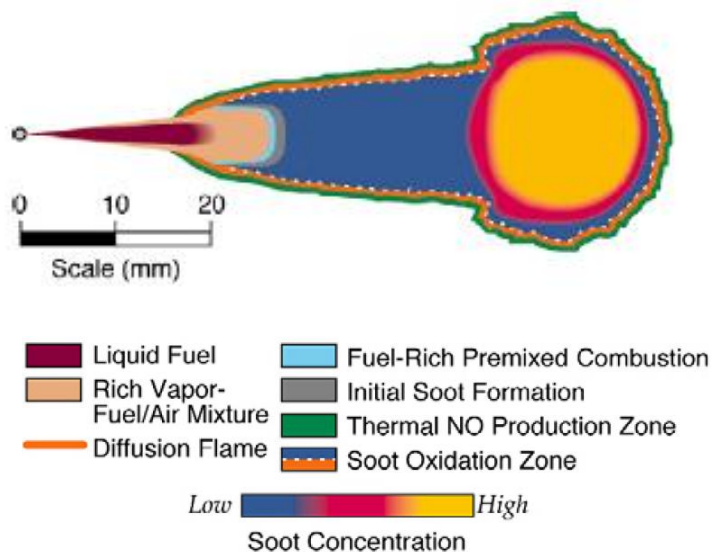 0 10 20
Scale (mm)
Liquid Fuel
Rich Vapor-
Fuel/Air Mixture
Diffusion Flame
Fuel-Rich Premixed Combustion
Initial Soot Formation
Thermal NO Production Zone
Soot Oxidation Zone
Low High
Soot Concentration